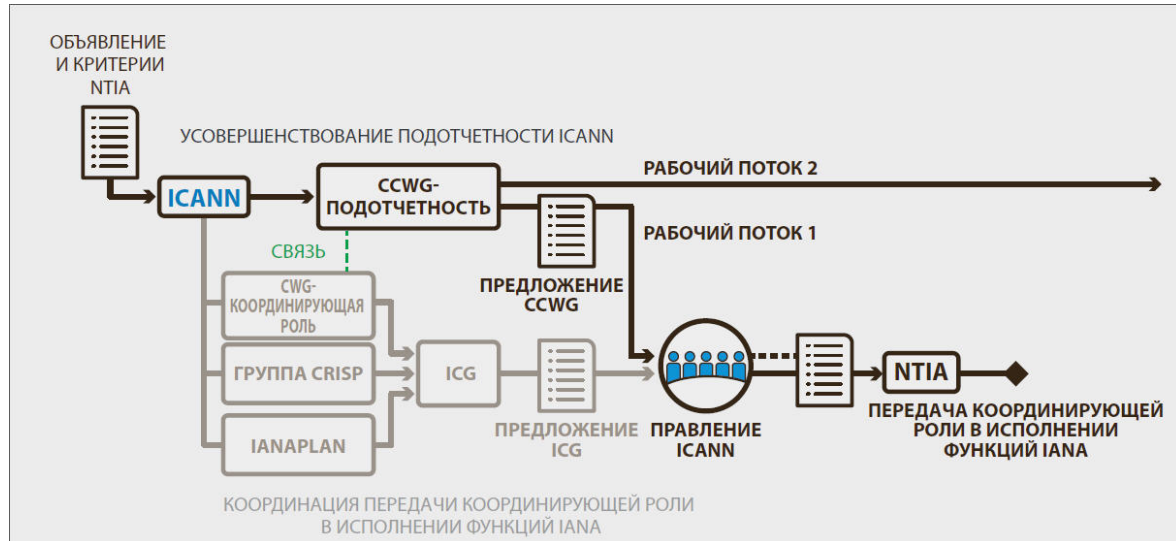 ОБЪЯВЛЕНИЕ
И КРИТЕРИИ
NTIA
УСОВЕРШЕНСТВОВАНИЕ ПОДОТЧЕТНОСТИ ICANN
ICANN
CCWG-
ПОДОТЧЕТНОСТЬ
РАБОЧИЙ ПОТОК 2
РАБОЧИЙ ПОТОК 1
СВЯЗЬ
ПРЕДЛОЖЕНИЕ
CCWG
CWG-
КООРДИНИРУЮЩАЯ
РОЛЬ
ГРУППА CRISP
IANAPLAN
ICG
ПРЕДЛОЖЕНИЕ
ICG
ПРАВЛЕНИЕ
ICANN
NTIA
ПЕРЕДАЧА КООРДИНИРУЮЩЕЙ
РОЛИ В ИСПОЛНЕНИИ
ФУНКЦИЙ IANA
КООРДИНАЦИЯ ПЕРЕДАЧИ КООРДИНИРУЮЩЕЙ РОЛИ
В ИСПОЛНЕНИИ ФУНКЦИЙ IANA